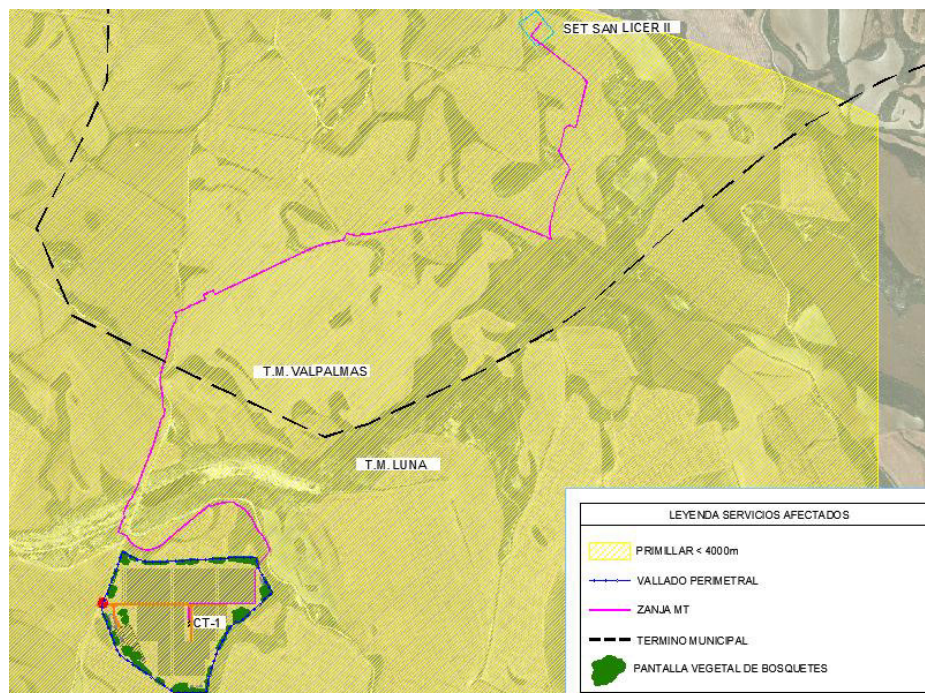 SET SAN LICER II
T.M. VALPALMAS
T.M. LUNA
CT-1
LEYENDA SERVICIOS AFECTADOS
PRIMILLAR < 4000m
VALLADO PERIMETRAL
ZANJA MT
TERMINO MUNICIPAL
PANTALLA VEGETAL DE BOSQUETES